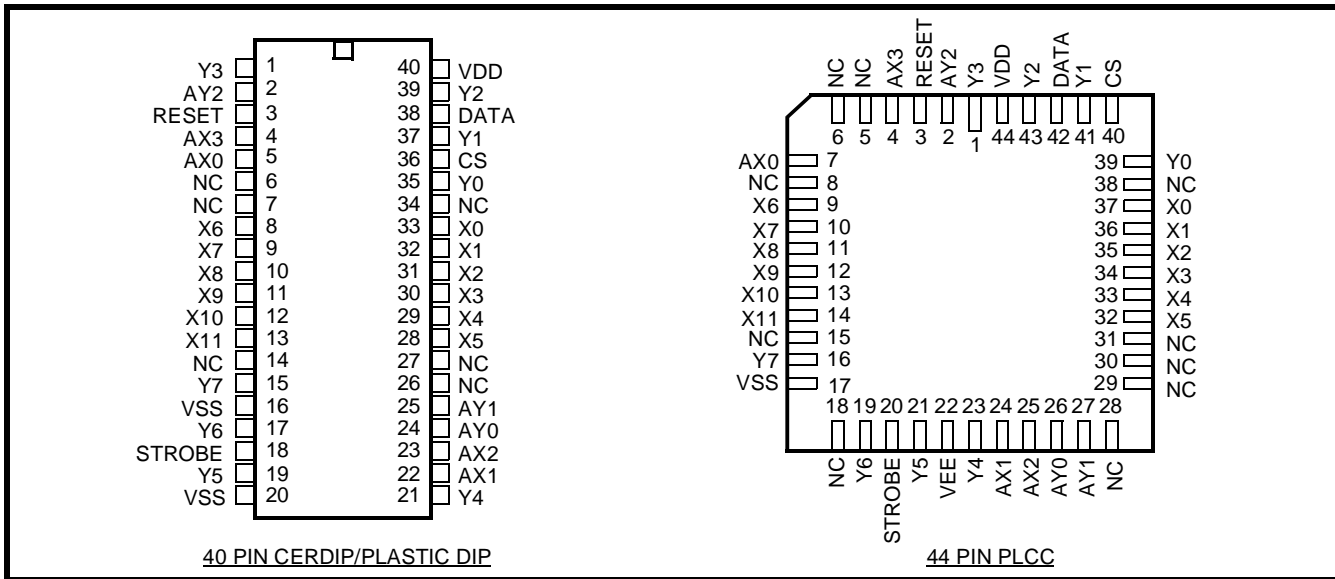 Y3 1 40 VDD
AY2 2 39 Y2
RESET 3 38 DATA
AX3 4 37 Y1
AX0 5 36 CS
NC 6 35 Y0
NC 7 34 NC
X6 8 33 X0
X7 9 32 X1
X8 10 31 X2
X9 11 30 X3
X10 12 29 X4
X11 13 28 X5
NC 14 27 NC
Y7 15 26 NC
VSS 16 25 AY1
Y6 17 24 AY0
STROBE 18 23 AX2
Y5 19 22 AX1
VSS 20 21 Y4
40 PIN CERDIP/PLASTIC DIP
NC NC AX3 RESET AY2 Y3 VDD Y2 DATA Y1 CS
6 5 4 3 2 1 44 43 42 41 40
AX0 7 39 Y0
NC 8 38 NC
X6 9 37 X0
X7 10 36 X1
X8 11 35 X2
X9 12 34 X3
X10 13 33 X4
X11 14 32 X5
NC 15 31 NC
Y7 16 30 NC
VSS 17 29 NC
18 19 20 21 22 23 24 25 26 27 28
NC Y6 STROBE Y5 VEE Y4 AX1 AX2 AY0 AY1 NC
44 PIN PLCC